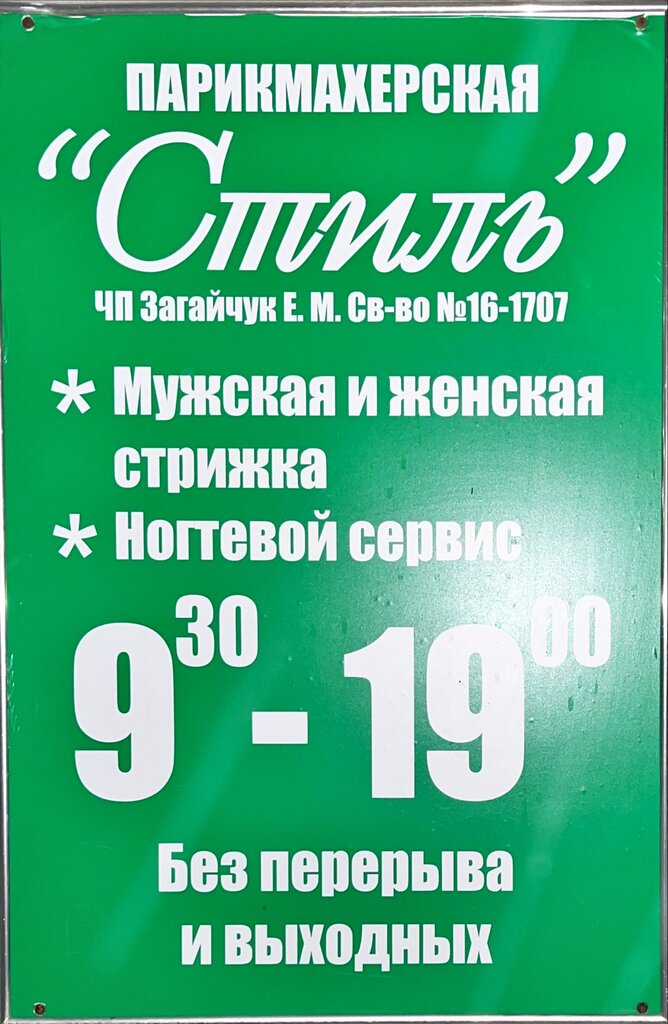 ПАРИКМАХЕРСКАЯ
“Стиль”
ЧП Загайчук Е. М. Св-во №16-1707
* Мужская и женская
стрижка
* Ногтевой сервис
9³⁰ - 19⁰⁰
Без перерыва
и выходных